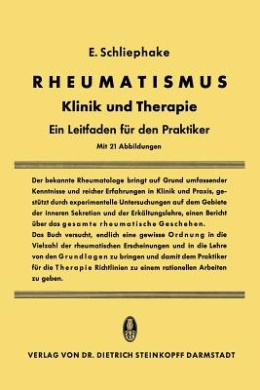 E. Schliephake
RHEUMATISMUS
Klinik und Therapie
Ein Leitfaden für den Praktiker
Mit 21 Abbildungen
Der bekannte Rheumatologe bringt auf Grund umfassender
Kenntnisse und reicher Erfahrungen in Klinik und Praxis, ge-
stützt durch experimentelle Untersuchungen auf dem Gebiete
der inneren Sekretion und der Erkältungslehre, einen Bericht
über das gesamte rheumatische Geschehen.
Das Buch versucht, endlich eine gewisse Ordnung in die
Vielzahl der rheumatischen Erscheinungen und in die Lehre
von den Grundlagen zu bringen und damit dem Praktiker
für die Therapie Richtlinien zu einem rationellen Arbeiten
zu geben.
VERLAG VON DR. DIETRICH STEINKOPFF DARMSTADT